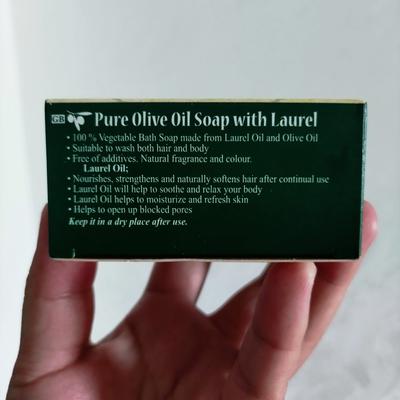 GB Pure Olive Oil Soap with Laurel
• 100 % Vegetable Bath Soap made from Laurel Oil and Olive Oil
• Suitable to wash both hair and body
• Free of additives. Natural fragrance and colour.
Laurel Oil;
• Nourishes, strengthens and naturally softens hair after continual use
• Laurel Oil will help to soothe and relax your body
• Laurel Oil helps to moisturize and refresh skin
• Helps to open up blocked pores
Keep it in a dry place after use.